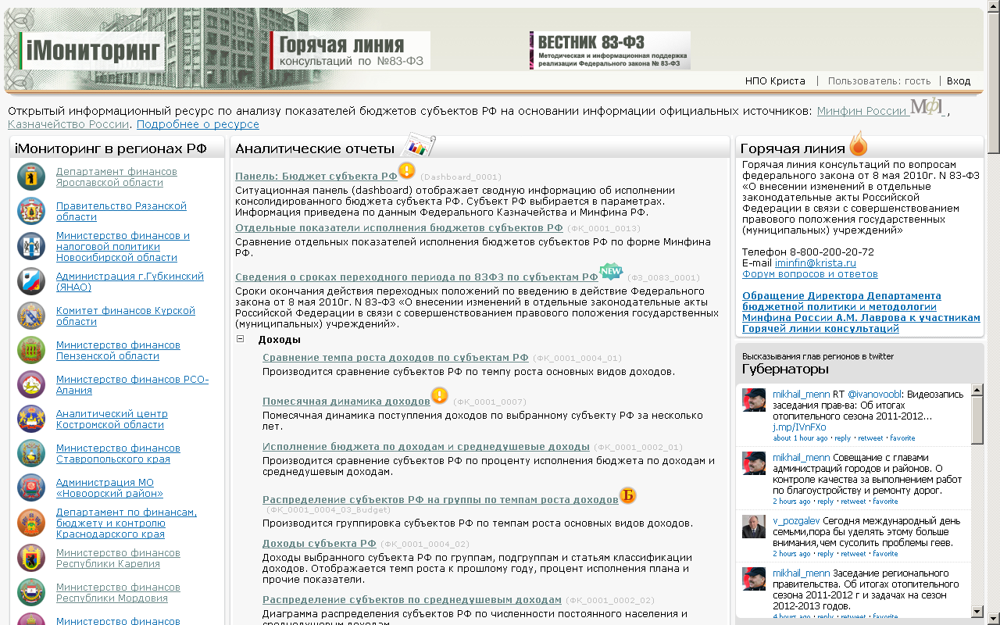 iМониторинг
Горячая линия
консультаций по №83-ФЗ
ВЕСТНИК 83-ФЗ
Методическая и информационная поддержка
реализации Федерального закона № 83-ФЗ
НПО Криста | Пользователь: гость | Вход
Открытый информационный ресурс по анализу показателей бюджетов субъектов РФ на основании информации официальных источников: Минфин России Мф ,
Казначейство России. Подробнее о ресурсе
iМониторинг в регионах РФ
Департамент финансов
Ярославской области
Правительство Рязанской
области
Министерство финансов и
налоговой политики
Новосибирской области
Администрация г.Губкинский
(ЯНАО)
Комитет финансов Курской
области
Министерство финансов
Пензенской области
Министерство финансов РСО-
Алания
Аналитический центр
Костромской области
Министерство финансов
Ставропольского края
Администрация МО
«Новоорский район»
Департамент по финансам,
бюджету и контролю
Краснодарского края
Министерство финансов
Республики Карелия
Министерство финансов
Республики Мордовия
Министерство финансов
Аналитические отчеты
Панель: Бюджет субъекта РФ (Dashboard_0001)
Ситуационная панель (dashboard) отображает сводную информацию об исполнении
консолидированного бюджета субъекта РФ. Субъект РФ выбирается в параметрах.
Информация приведена по данным Федерального Казначейства и Минфина РФ.
Отдельные показатели исполнения бюджетов субъектов РФ (ФК_0001_0013)
Сравнение отдельных показателей исполнения бюджетов субъектов РФ по форме Минфина
РФ.
Сведения о сроках переходного периода по 83ФЗ по субъектам РФ NEW (ФЗ_0083_0001)
Сроки окончания действия переходных положений по введению в действие Федерального
закона от 8 мая 2010г. N 83-ФЗ «О внесении изменений в отдельные законодательные акты
Российской Федерации в связи с совершенствованием правового положения государственных
(муниципальных) учреждений».
Доходы
Сравнение темпа роста доходов по субъектам РФ (ФК_0001_0004_01)
Производится сравнение субъектов РФ по темпу роста основных видов доходов.
Помесячная динамика доходов (ФК_0001_0007)
Помесячная динамика поступления доходов по выбранному субъекту РФ за несколько
лет.
Исполнение бюджета по доходам и среднедушевые доходы (ФК_0001_0002_01)
Производится сравнение субъектов РФ по проценту исполнения бюджета по доходам и
среднедушевым доходам.
Распределение субъектов РФ на группы по темпам роста доходов Б
(ФК_0001_0004_03_Budget)
Производится группировка субъектов РФ по темпам роста основных видов доходов.
Доходы субъекта РФ (ФК_0001_0004_02)
Доходы выбранного субъекта РФ по группам, подгруппам и статьям классификации
доходов. Отображается темп роста к прошлому году, процент исполнения плана и
прочие показатели.
Распределение субъектов по среднедушевым доходам (ФК_0001_0002_02)
Диаграмма распределения субъектов РФ по численности постоянного населения и
среднедушевым доходам.
Горячая линия
Горячая линия консультаций по вопросам
федерального закона от 8 мая 2010г. N 83-ФЗ
«О внесении изменений в отдельные
законодательные акты Российской
Федерации в связи с совершенствованием
правового положения государственных
(муниципальных) учреждений»
Телефон 8-800-200-20-72
E-mail iminfin@krista.ru
Форум вопросов и ответов
Обращение Директора Департамента
бюджетной политики и методологии
Минфина России А.М. Лаврова к участникам
Горячей линии консультаций
Высказывания глав регионов в twitter
Губернаторы
mikhail_menn RT @ivanovoobl: Видеозапись
заседания прав-ва: Об итогах
отопительного сезона 2011-2012...
j.mp/IVnFXo
about 1 hour ago · reply · retweet · favorite
mikhail_menn Совещание с главами
администраций городов и районов. О
контроле качества за выполнением работ
по благоустройству и ремонту дорог.
2 hours ago · reply · retweet · favorite
v_pozgalev Сегодня международный день
семьми,пора бы уделять этому больше
внимания,чем сусолить проблемы геев.
2 hours ago · reply · retweet · favorite
mikhail_menn Заседание регионального
правительства. Об итогах отопительного
сезона 2011-2012 г и задачах на сезон
2012-2013 годов.
4 hours ago · reply · retweet · favorite